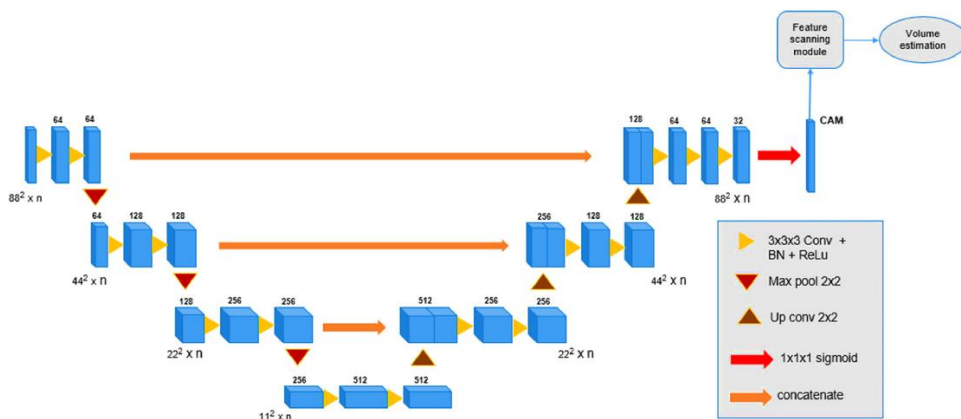 Feature
scanning
module
Volume
estimation
64
64
128
64
64
32
CAM
88² x n
88² x n
64
128
128
256
128
128
44² x n
44² x n
128
256
256
512
256
256
22² x n
22² x n
256
512
512
11² x n
3x3x3 Conv +
BN + ReLu
Max pool 2x2
Up conv 2x2
1x1x1 sigmoid
concatenate